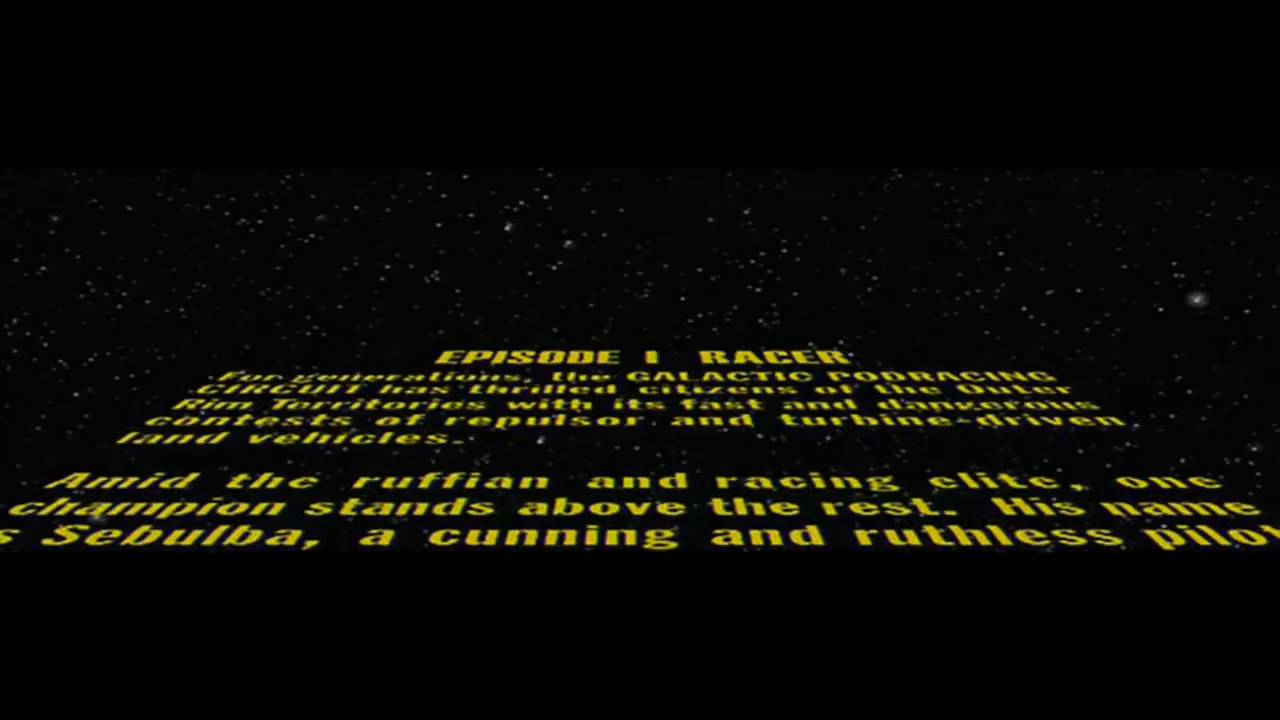 EPISODE I RACER
For generations, the GALACTIC PODRACING
CIRCUIT has thrilled citizens of the Outer
Rim Territories with its fast and dangerous
contests of repulsor and turbine-driven
land vehicles.
Amid the ruffian and racing elite, one
champion stands above the rest. His name
s Sebulba, a cunning and ruthless pilot